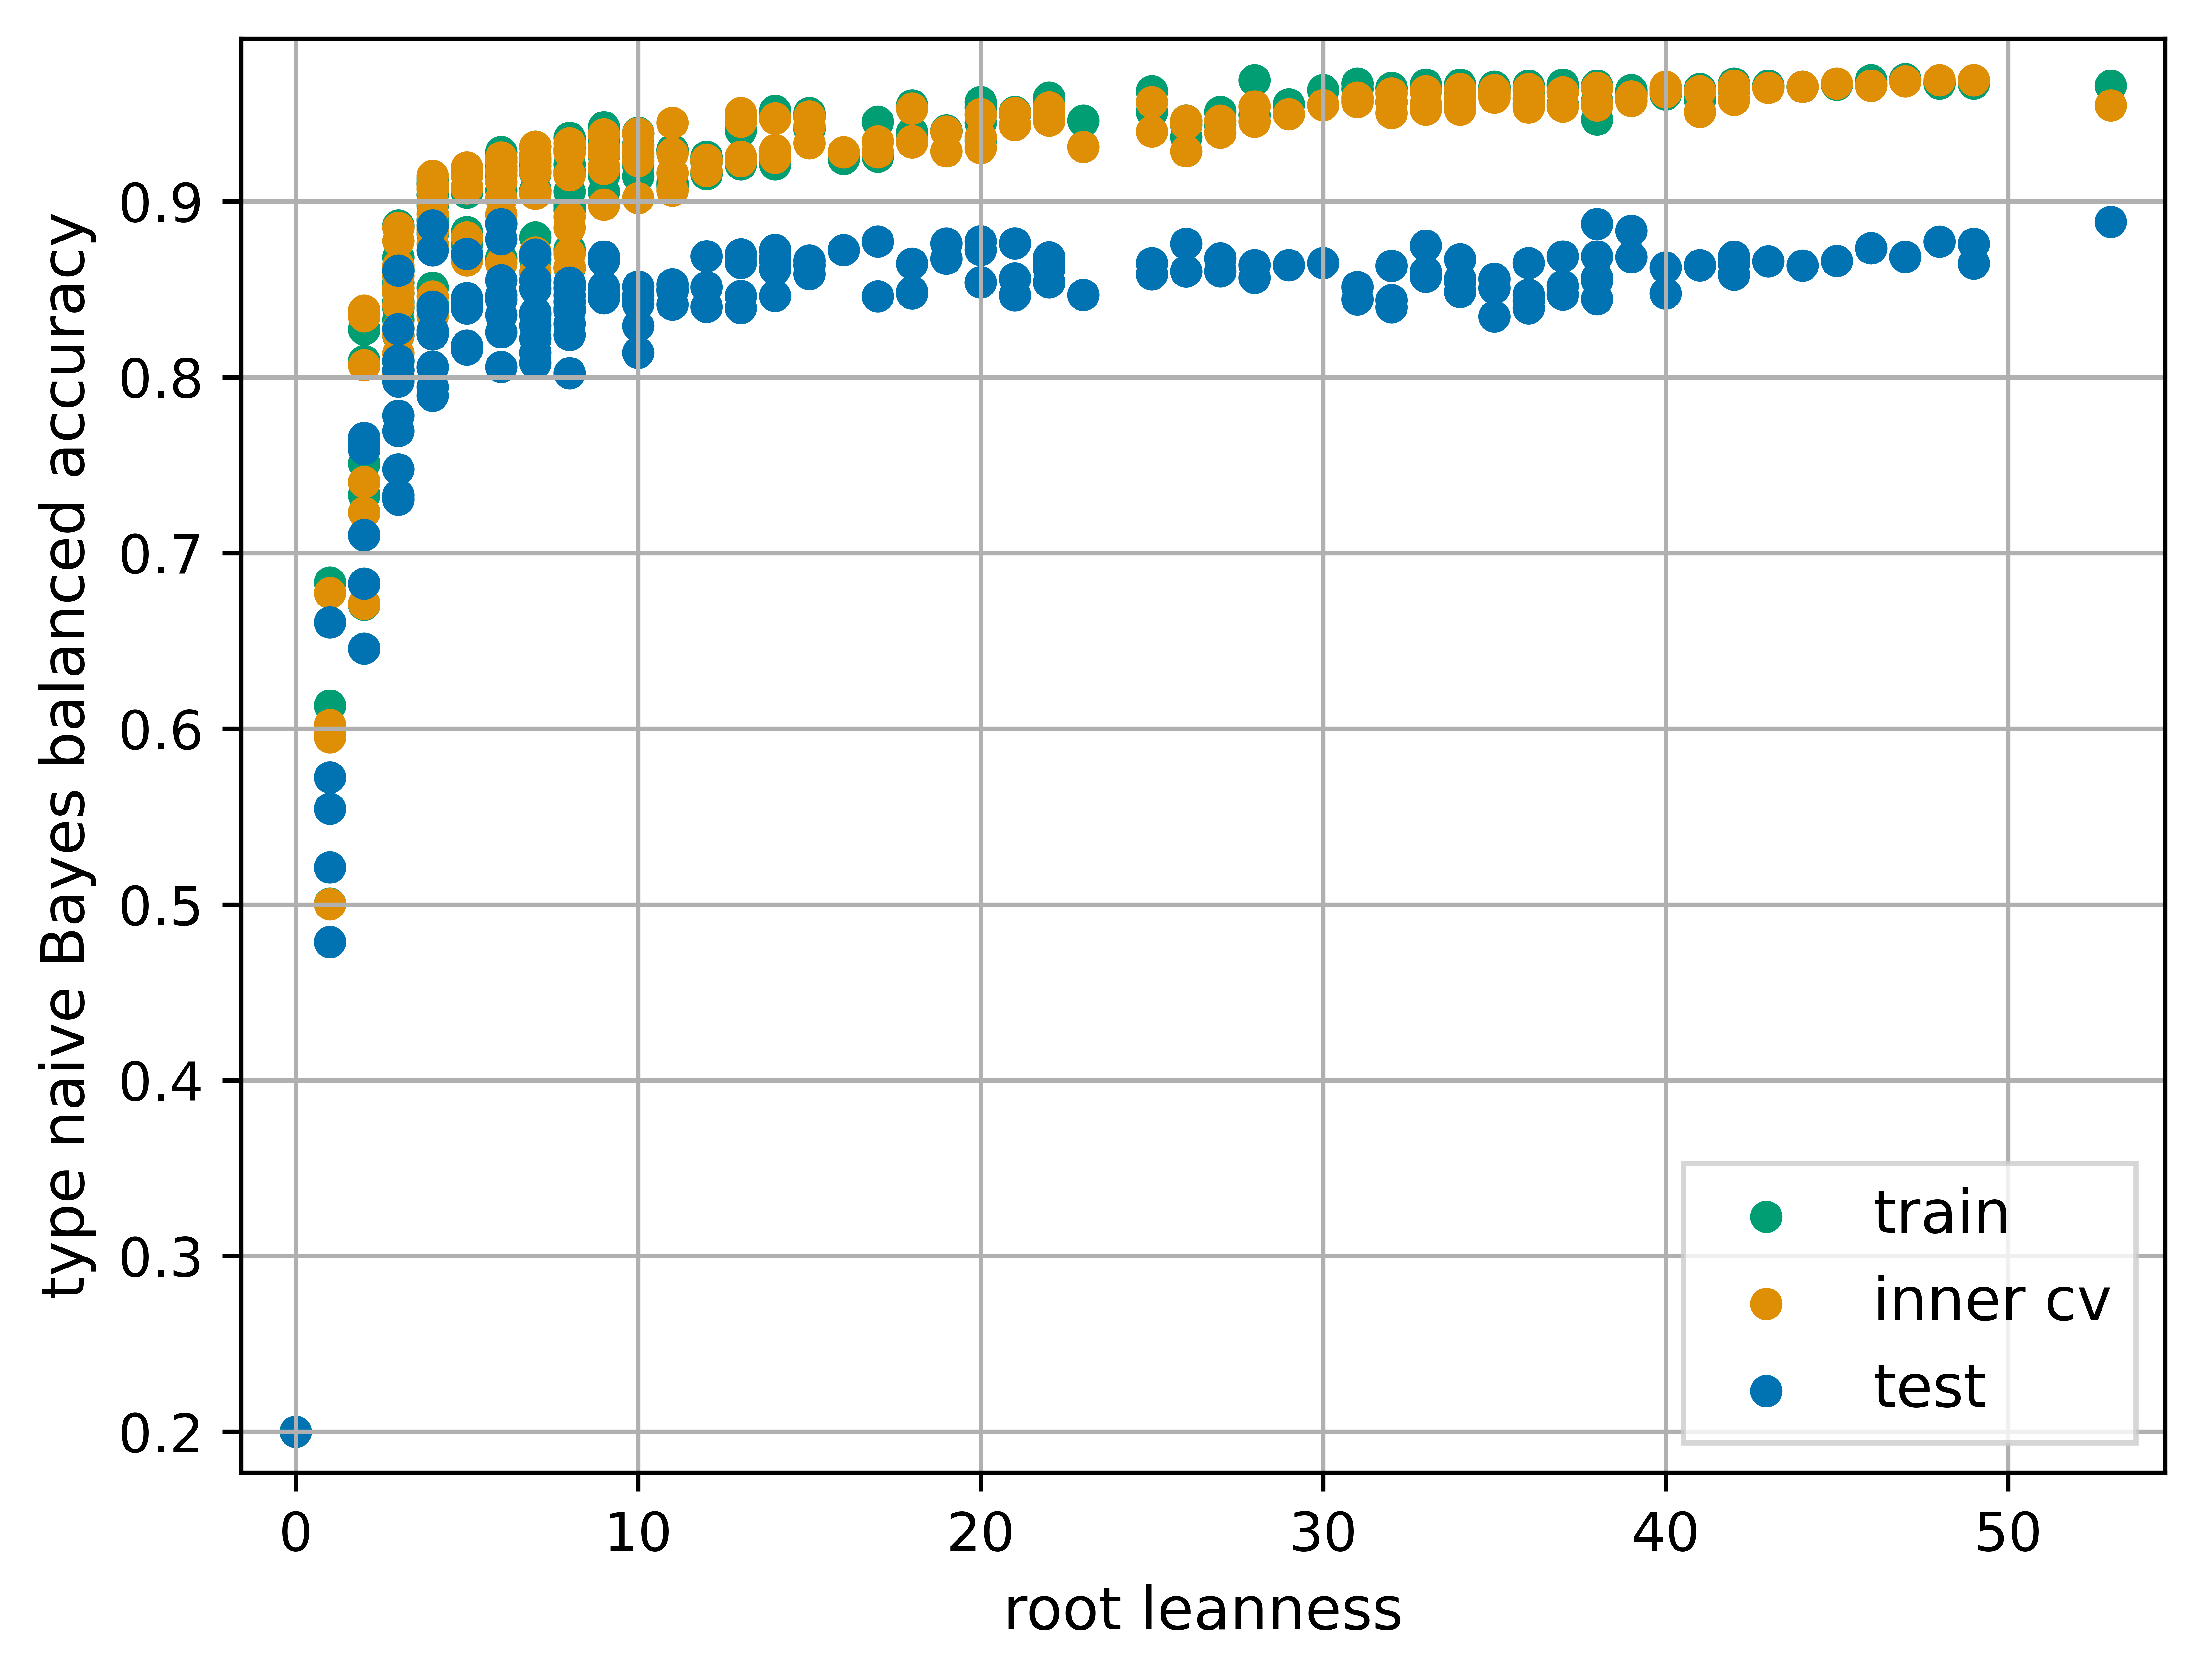 type naive Bayes balanced accuracy
0.9
0.8
0.7
0.6
0.5
0.4
0.3
0.2
train
inner cv
test
0 10 20 30 40 50
root leanness